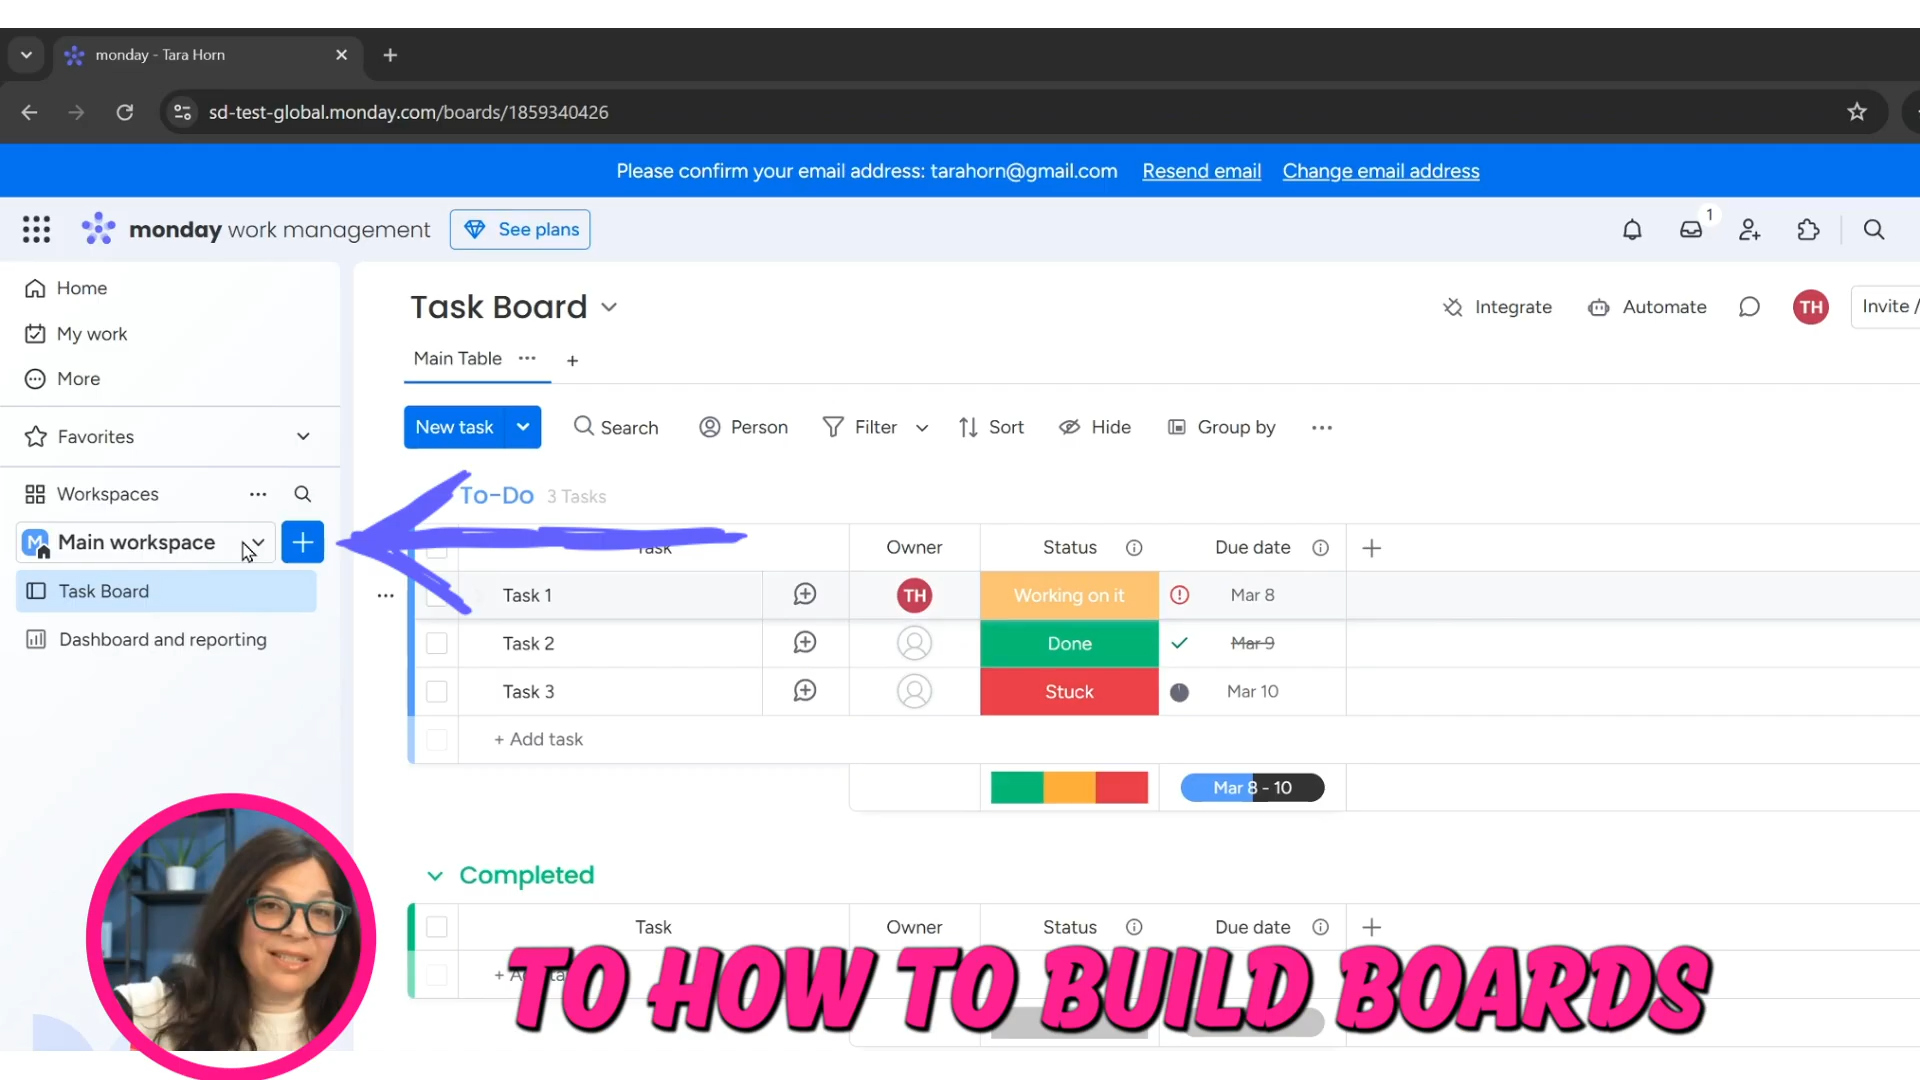 monday - Tara Horn
sd-test-global.monday.com/boards/1859340426
Please confirm your email address: tarahorn@gmail.com Resend email Change email address
monday work management See plans
1
Home
My work
More
Favorites
Workspaces
M Main workspace
Task Board
Dashboard and reporting
Task Board
Integrate Automate TH Invite /
Main Table
New task Search Person Filter Sort Hide Group by
To-Do 3 Tasks
Task Owner Status Due date
Task 1 TH Working on it Mar 8
Task 2 Done Mar 9
Task 3 Stuck Mar 10
+ Add task
Mar 8 - 10
Completed
Task Owner Status Due date
TO HOW TO BUILD BOARDS